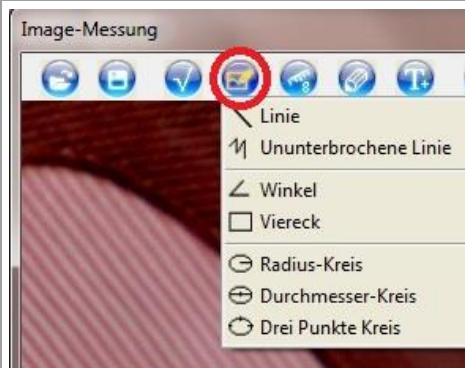 Image-Messung
Linie
Ununterbrochene Linie
Winkel
Viereck
Radius-Kreis
Durchmesser-Kreis
Drei Punkte Kreis